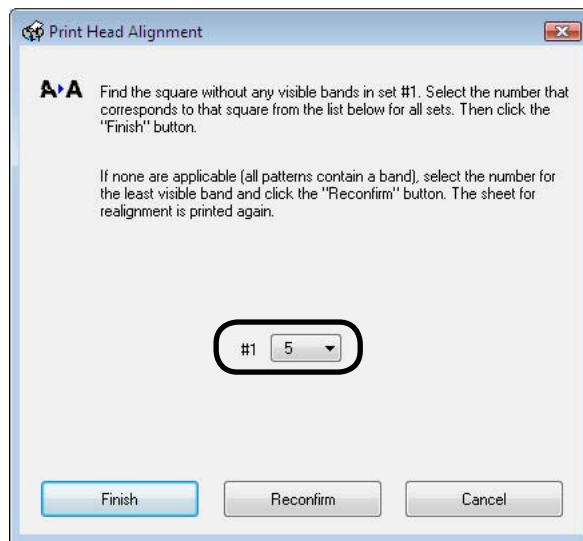 Print Head Alignment
A A Find the square without any visible bands in set #1. Select the number that
corresponds to that square from the list below for all sets. Then click the
"Finish" button.
If none are applicable (all patterns contain a band), select the number for
the least visible band and click the "Reconfirm" button. The sheet for
realignment is printed again.
#1 5
Finish Reconfirm Cancel